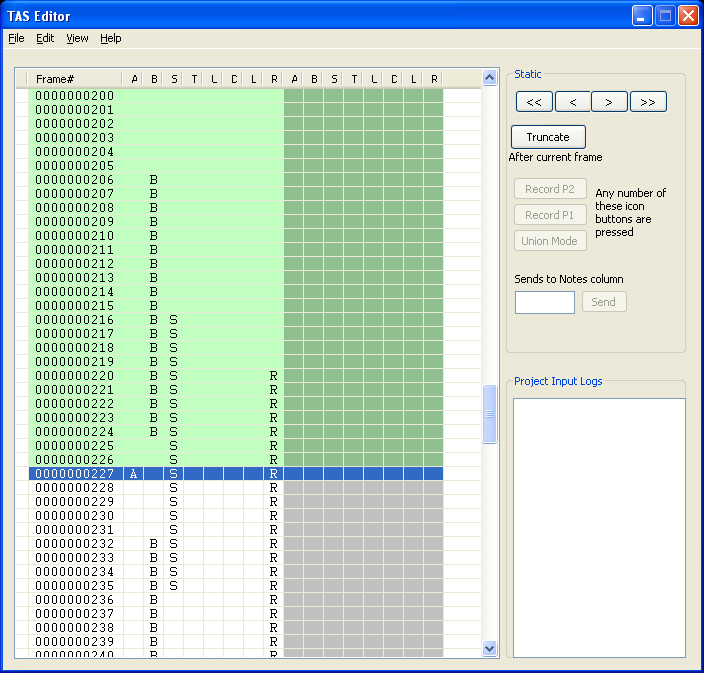 TAS Editor
File Edit View Help
Frame# A B S T L D L R A B S T L D L R
0000000200
0000000201
0000000202
0000000203
0000000204
0000000205
0000000206 B
0000000207 B
0000000208 B
0000000209 B
0000000210 B
0000000211 B
0000000212 B
0000000213 B
0000000214 B
0000000215 B
0000000216 B S
0000000217 B S
0000000218 B S
0000000219 B S
0000000220 B S R
0000000221 B S R
0000000222 B S R
0000000223 B S R
0000000224 B S R
0000000225 S R
0000000226 S R
0000000227 A S R
0000000228 S R
0000000229 S R
0000000230 S R
0000000231 S R
0000000232 B S R
0000000233 B S R
0000000234 B S R
0000000235 B S R
0000000236 B R
0000000237 B R
0000000238 B R
0000000239 B R
0000000240 B R
Static
<< < > >>
Truncate
After current frame
Record P2
Record P1
Union Mode
Any number of
these icon
buttons are
pressed
Sends to Notes column
Send
Project Input Logs